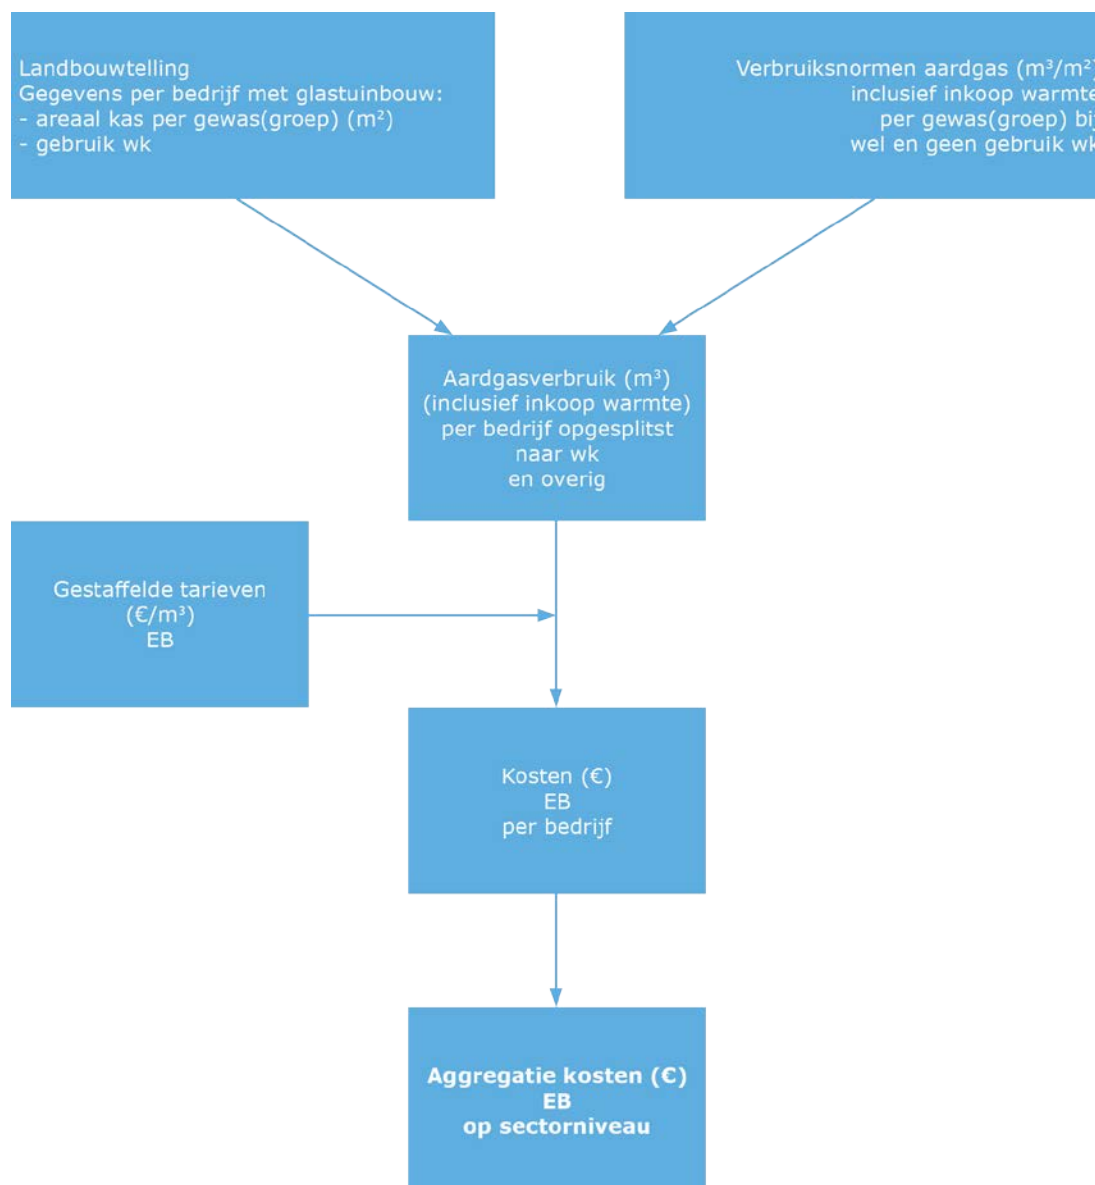 Landbouwtelling
Gegevens per bedrijf met glastuinbouw:
- areaal kas per gewas(groep) (m²)
- gebruik wk
Verbruiksnormen aardgas (m³/m²)
inclusief inkoop warmte
per gewas(groep) bij
wel en geen gebruik wk
Aardgasverbruik (m³)
(inclusief inkoop warmte)
per bedrijf opgesplitst
naar wk
en overig
Gestaffelde tarieven
(€/m³)
EB
Kosten (€)
EB
per bedrijf
Aggregatie kosten (€)
EB
op sectorniveau